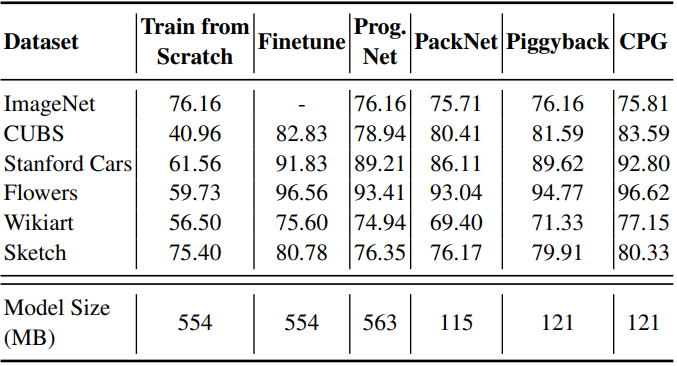 Dataset Train from Scratch Finetune Prog. Net PackNet Piggyback CPG
ImageNet 76.16 - 76.16 75.71 76.16 75.81
CUBS 40.96 82.83 78.94 80.41 81.59 83.59
Stanford Cars 61.56 91.83 89.21 86.11 89.62 92.80
Flowers 59.73 96.56 93.41 93.04 94.77 96.62
Wikiart 56.50 75.60 74.94 69.40 71.33 77.15
Sketch 75.40 80.78 76.35 76.17 79.91 80.33
Model Size (MB) 554 554 563 115 121 121